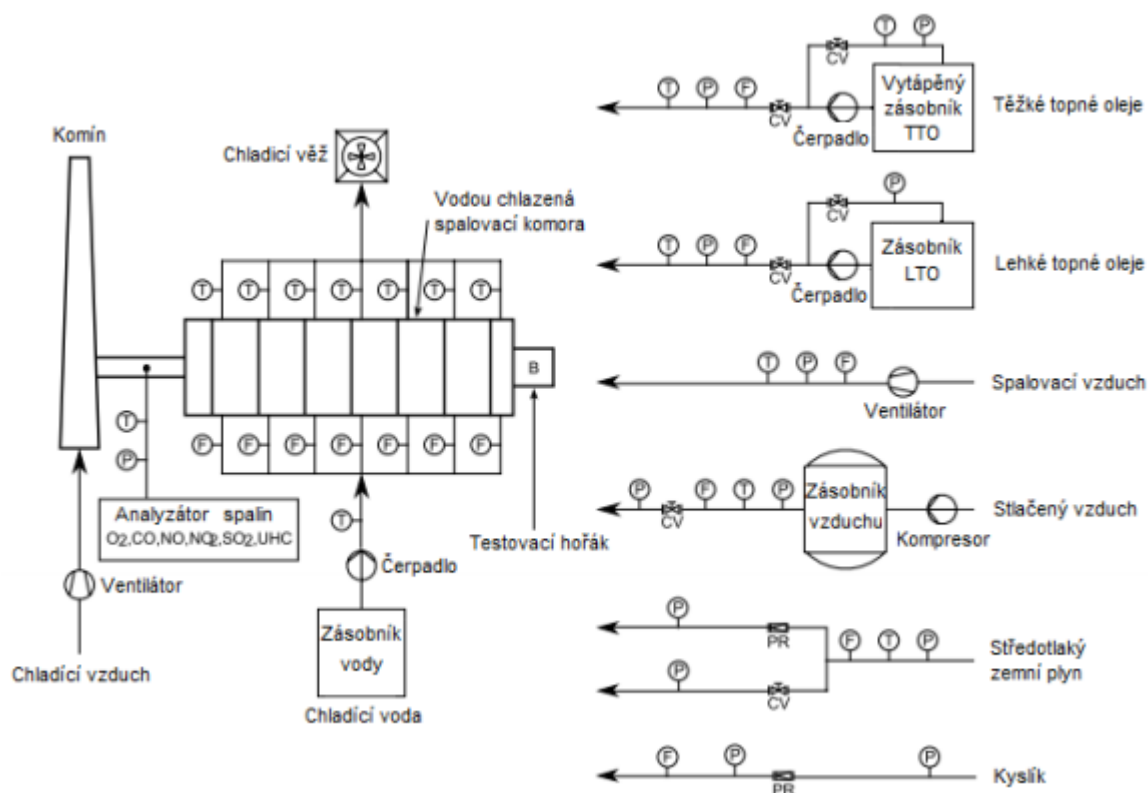 Komín
Chladicí věž
Vodou chlazená
spalovací komora
T
T
T
T
T
T
T
B
F
F
F
F
F
F
F
T
P
Analyzátor spalin
O2,CO,NO,NO2,SO2,UHC
Ventilátor
Chladící vzduch
T
Čerpadlo
Zásobník
vody
Chladící voda
Testovací hořák
T P
CV
T P F
CV
Čerpadlo
Vytápěný
zásobník
TTO
Těžké topné oleje
P
CV
T P F
CV
Čerpadlo
Zásobník
LTO
Lehké topné oleje
T P F
Ventilátor
Spalovací vzduch
P
CV
F T P
Zásobník
vzduchu
Kompresor
Stlačený vzduch
P
PR
P
CV
F T P
Středotlaký
zemní plyn
F P
PR
P
Kyslík